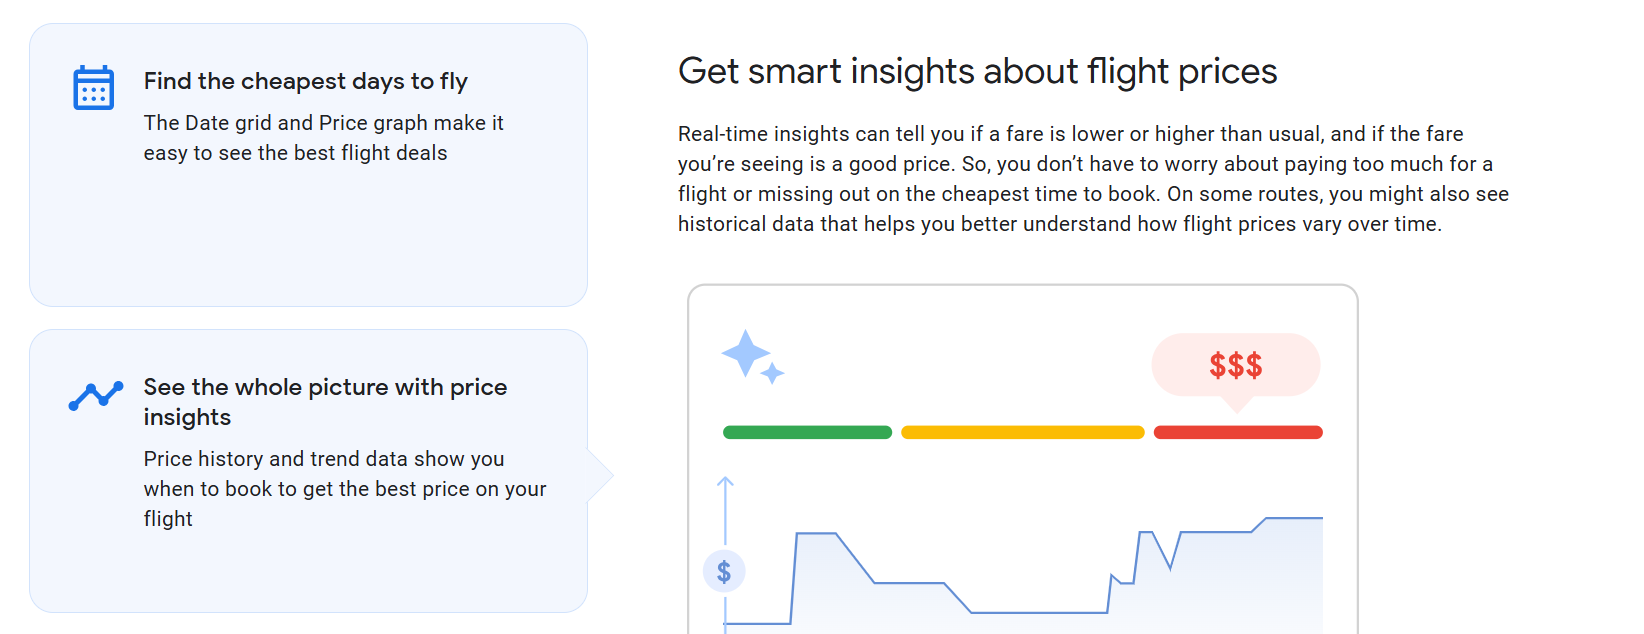 Find the cheapest days to fly
The Date grid and Price graph make it
easy to see the best flight deals
See the whole picture with price
insights
Price history and trend data show you
when to book to get the best price on your
flight
Get smart insights about flight prices
Real-time insights can tell you if a fare is lower or higher than usual, and if the fare
you’re seeing is a good price. So, you don’t have to worry about paying too much for a
flight or missing out on the cheapest time to book. On some routes, you might also see
historical data that helps you better understand how flight prices vary over time.
$$$
$